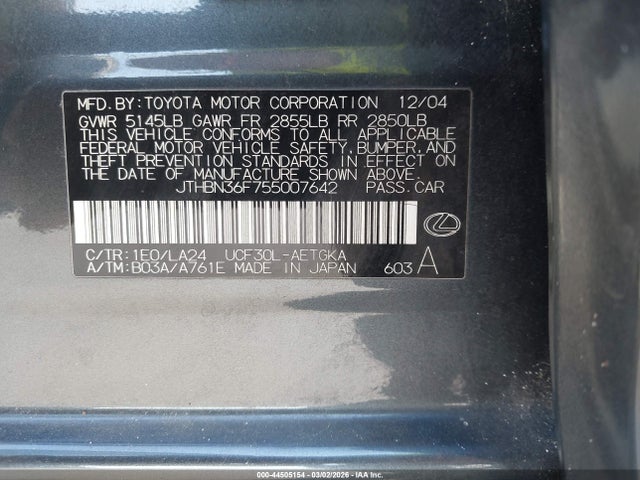 MFD. BY: TOYOTA MOTOR CORPORATION 12/04
GVWR 5145LB GAWR FR 2855LB RR 2850LB
THIS VEHICLE CONFORMS TO ALL APPLICABLE
FEDERAL MOTOR VEHICLE SAFETY, BUMPER, AND
THEFT PREVENTION STANDARDS IN EFFECT ON
THE DATE OF MANUFACTURE SHOWN ABOVE.
JTHBN36F755007642 PASS. CAR
C/TR: 1E0/LA24 UCF30L-AETGKA
A/TM: B03A/A761E MADE IN JAPAN 603 A
000-44505154 | 03/02/2026 — IAA Inc.